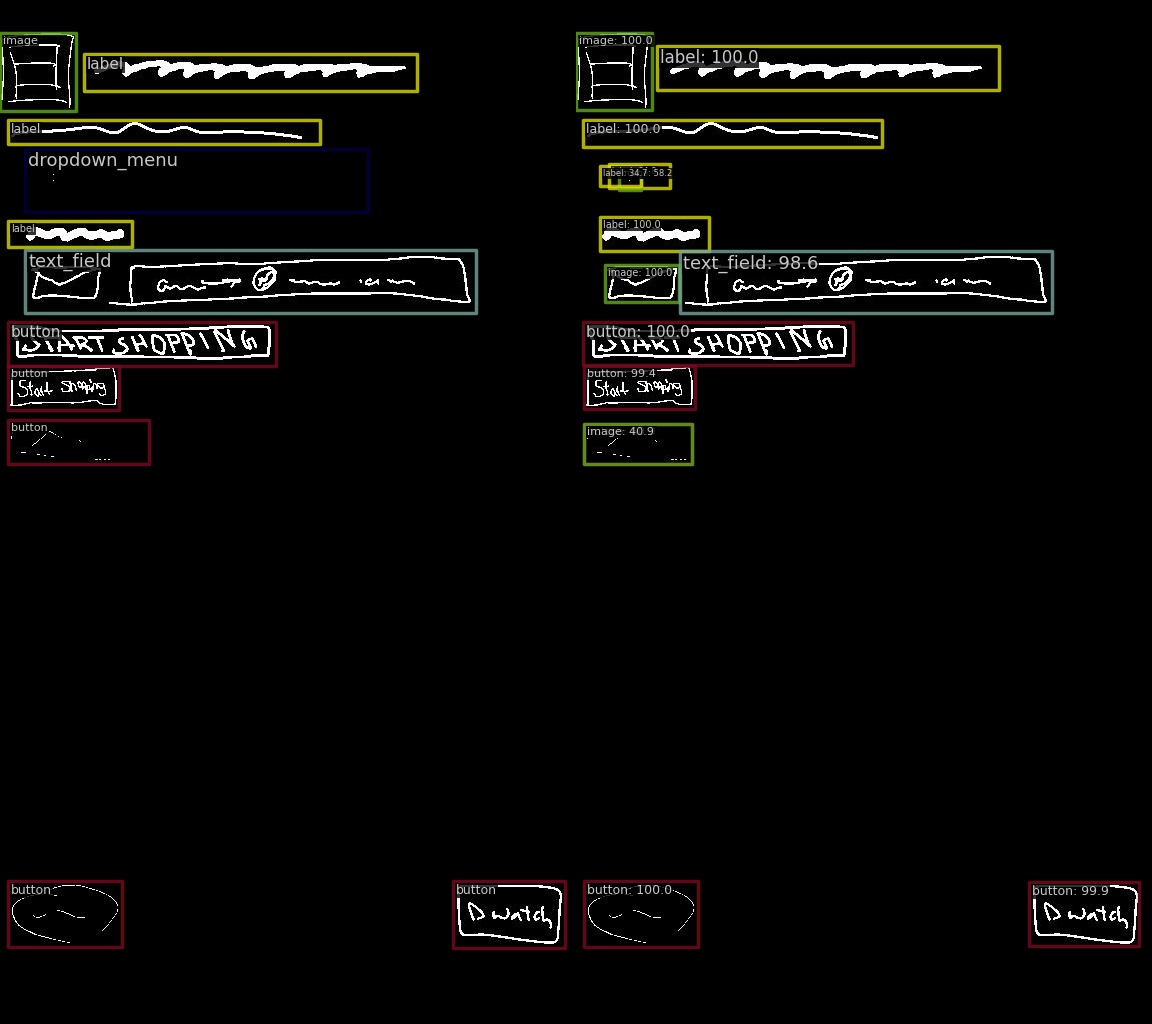 image
image: 100.0
label
label: 100.0
label
label: 100.0
dropdown_menu
label: 34.7: 58.2
label
label: 100.0
text_field
image: 100.0
text_field: 98.6
button
button: 100.0
START SHOPPING
START SHOPPING
button
button: 99.4
Start Shopping
Start Shopping
button
image: 40.9
button
button
button: 100.0
button: 99.9
D watch
D watch